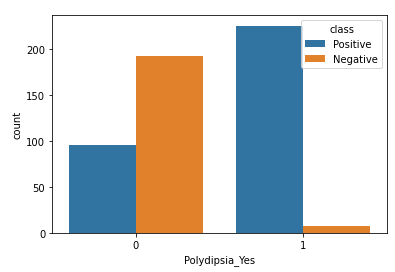 class
Positive
Negative
200
150
100
50
0
count
0 1
Polydipsia_Yes